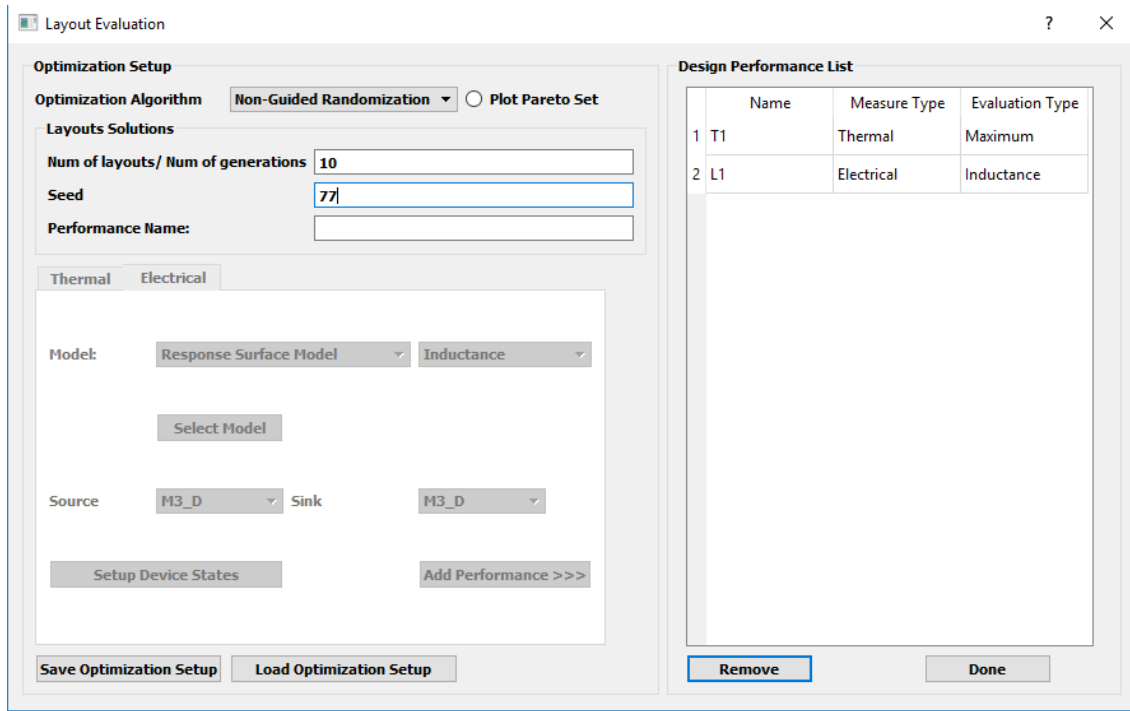 Layout Evaluation
?
Optimization Setup
Optimization Algorithm Non-Guided Randomization Plot Pareto Set
Layouts Solutions
Num of layouts/ Num of generations 10
Seed 77
Performance Name:
Thermal Electrical
Model: Response Surface Model Inductance
Select Model
Source M3_D Sink M3_D
Setup Device States Add Performance >>>
Save Optimization Setup Load Optimization Setup
Design Performance List
Name Measure Type Evaluation Type
1 T1 Thermal Maximum
2 L1 Electrical Inductance
Remove Done